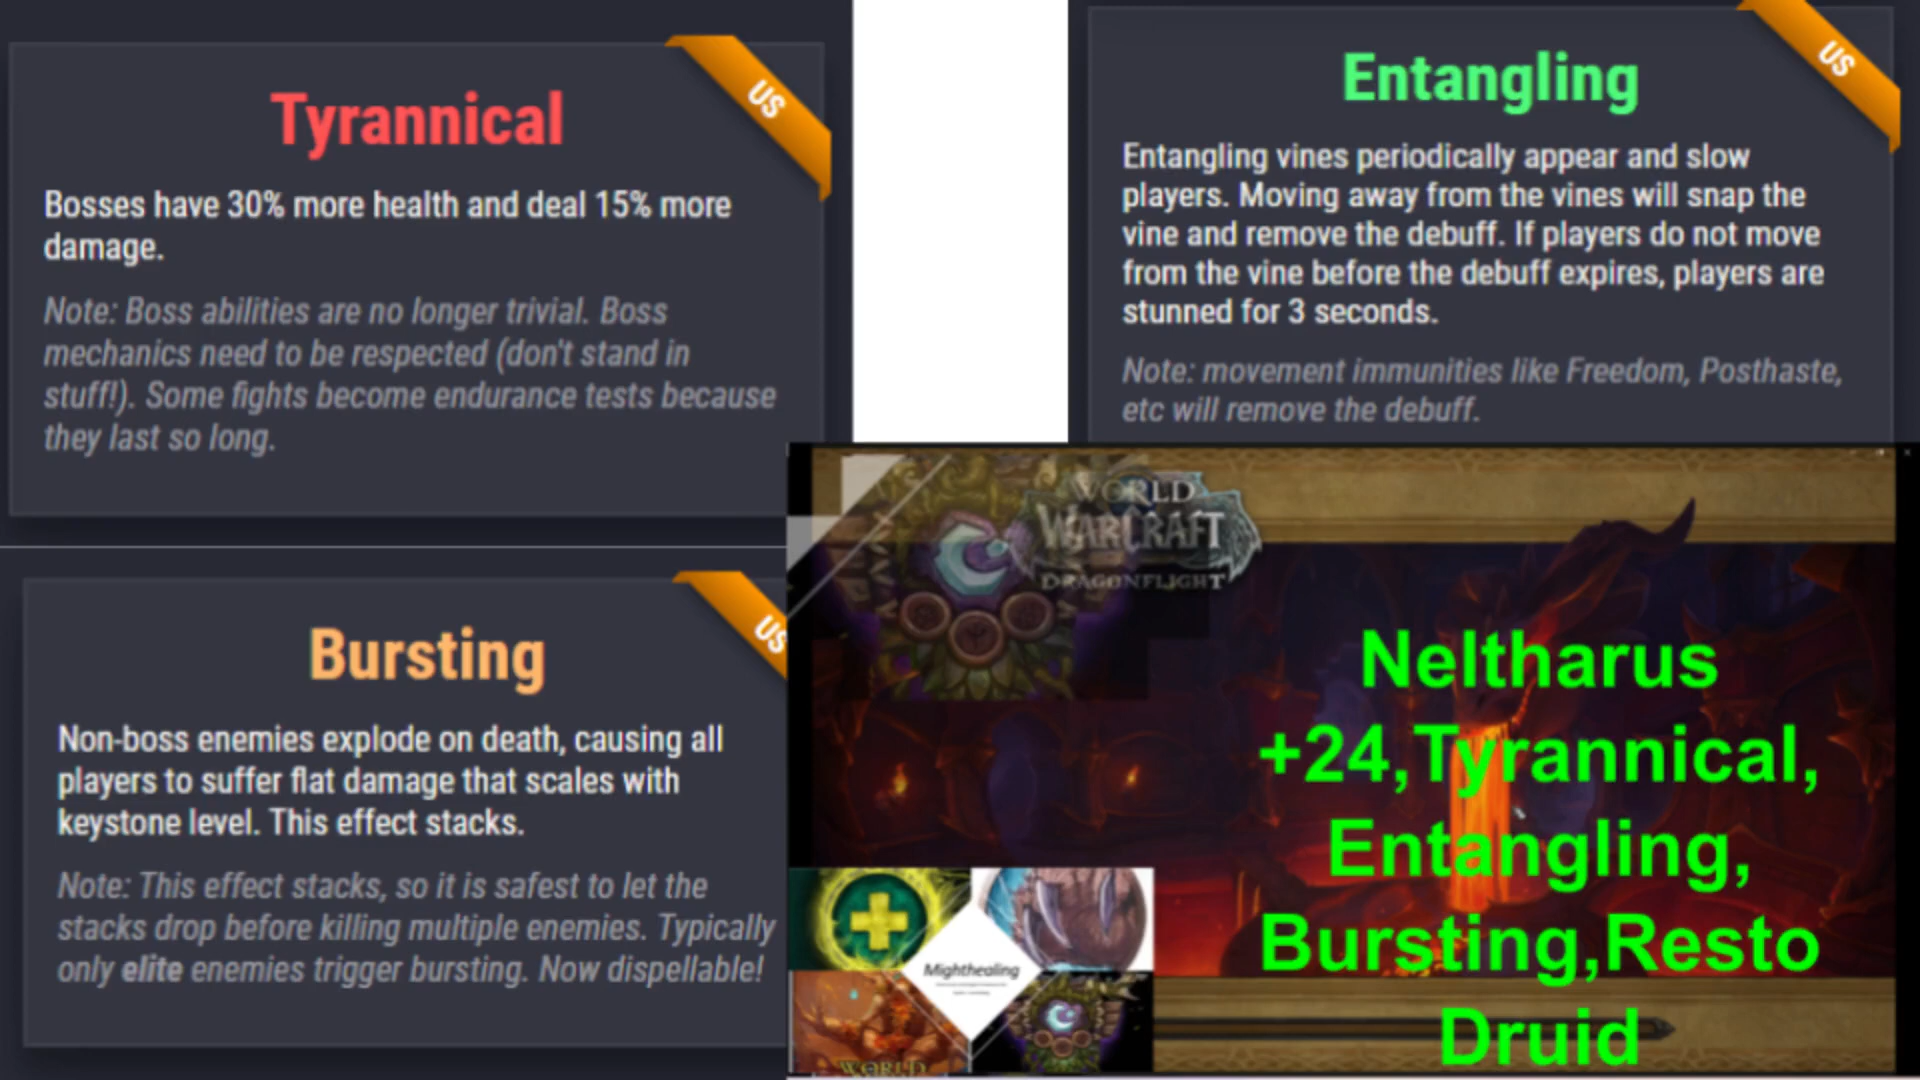 Tyrannical
US
Bosses have 30% more health and deal 15% more
damage.
Note: Boss abilities are no longer trivial. Boss
mechanics need to be respected (don't stand in
stuff!). Some fights become endurance tests because
they last so long.
Entangling
US
Entangling vines periodically appear and slow
players. Moving away from the vines will snap the
vine and remove the debuff. If players do not move
from the vine before the debuff expires, players are
stunned for 3 seconds.
Note: movement immunities like Freedom, Posthaste,
etc will remove the debuff.
Bursting
US
Non-boss enemies explode on death, causing all
players to suffer flat damage that scales with
keystone level. This effect stacks.
Note: This effect stacks, so it is safest to let the
stacks drop before killing multiple enemies. Typically
only elite enemies trigger bursting. Now dispellable!
WORLD
WARCRAFT
DRAGONFLIGHT
Neltharus
+24,Tyrannical,
Entangling,
Bursting,Resto
Druid
Mighthealing
WORLD